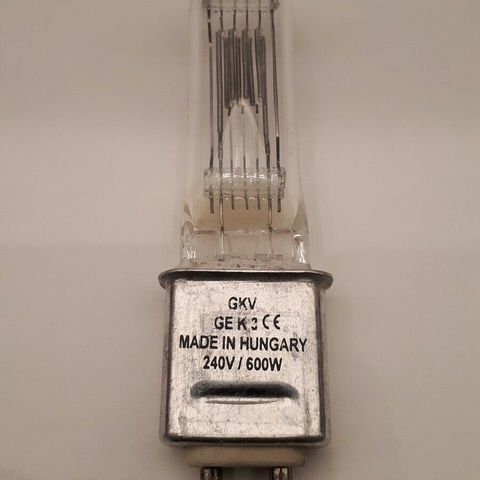 GKV
GE K 3 CE
MADE IN HUNGARY
240V / 600W